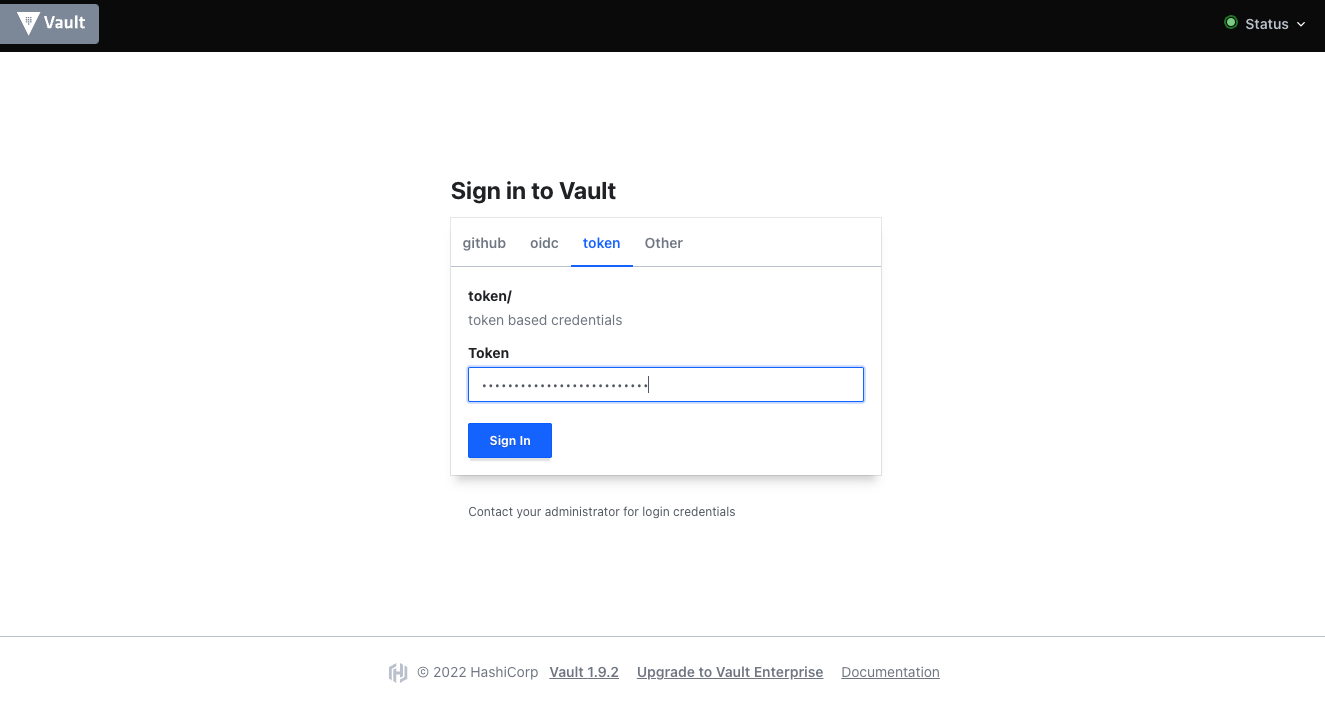 Vault
Status
Sign in to Vault
github oidc token Other
token/
token based credentials
Token
••••••••••••••••••••••••••
Sign In
Contact your administrator for login credentials
© 2022 HashiCorp Vault 1.9.2 Upgrade to Vault Enterprise Documentation